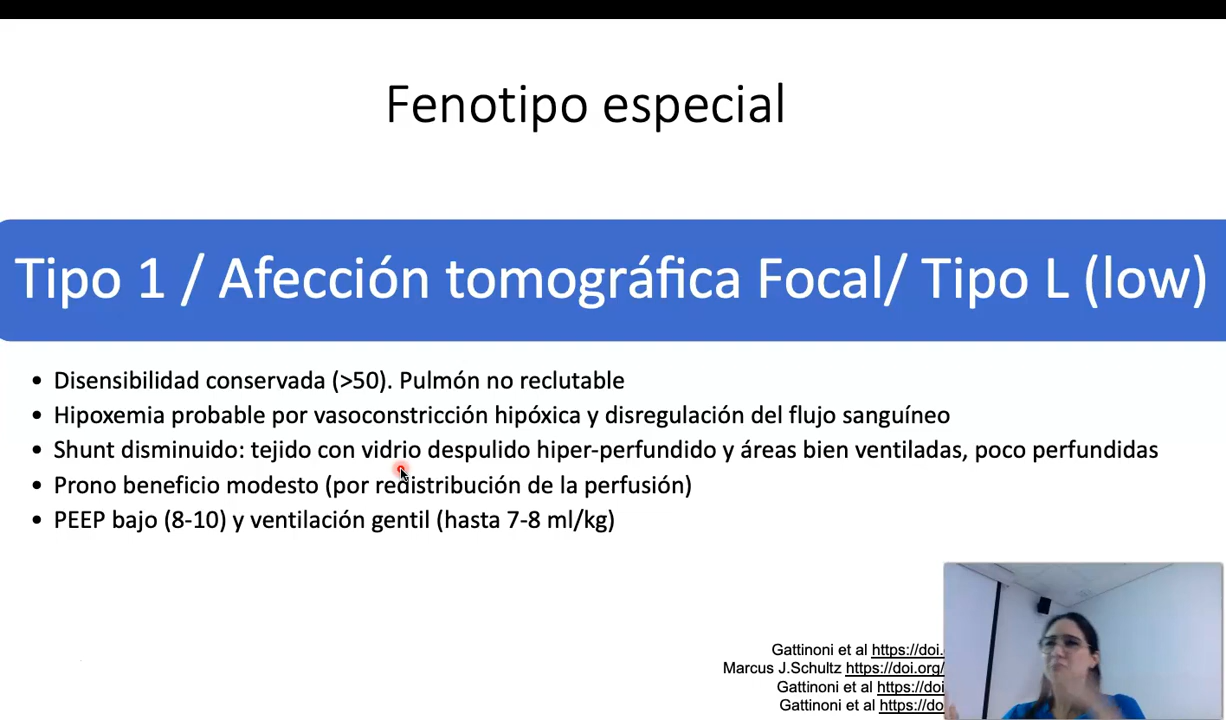 Fenotipo especial
Tipo 1 / Afección tomográfica Focal/ Tipo L (low)
• Disensibilidad conservada (>50). Pulmón no reclutable
• Hipoxemia probable por vasoconstricción hipóxica y disregulación del flujo sanguíneo
• Shunt disminuido: tejido con vidrio despulido hiper-perfundido y áreas bien ventiladas, poco perfundidas
• Prono beneficio modesto (por redistribución de la perfusión)
• PEEP bajo (8-10) y ventilación gentil (hasta 7-8 ml/kg)
Gattinoni et al https://doi.
Marcus J.Schultz https://doi.org/
Gattinoni et al https://doi
Gattinoni et al https://do